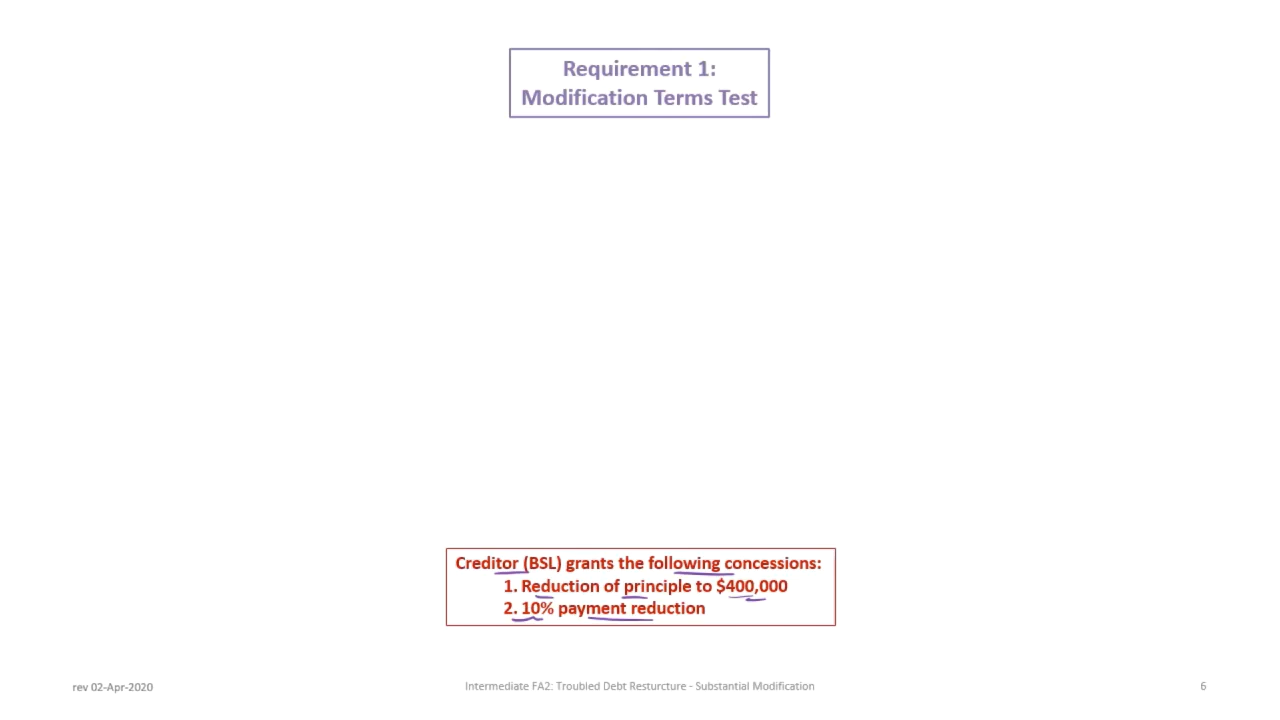 Requirement 1:
Modification Terms Test
Creditor (BSL) grants the following concessions:
1. Reduction of principle to $400,000
2. 10% payment reduction
rev 02-Apr-2020
Intermediate FA2: Troubled Debt Resturcture - Substantial Modification
6